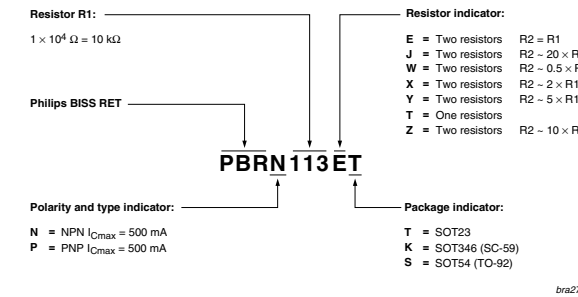 Resistor R1:
1 × 10⁴ Ω = 10 kΩ
Resistor indicator:
E = Two resistors R2 = R1
J = Two resistors R2 ~ 20 × R
W = Two resistors R2 ~ 0.5 × R
X = Two resistors R2 ~ 2 × R1
Y = Two resistors R2 ~ 5 × R1
T = One resistors
Z = Two resistors R2 ~ 10 × R
Philips BISS RET
PBRN113ET
Polarity and type indicator:
N = NPN ICmax = 500 mA
P = PNP ICmax = 500 mA
Package indicator:
T = SOT23
K = SOT346 (SC-59)
S = SOT54 (TO-92)
bra27